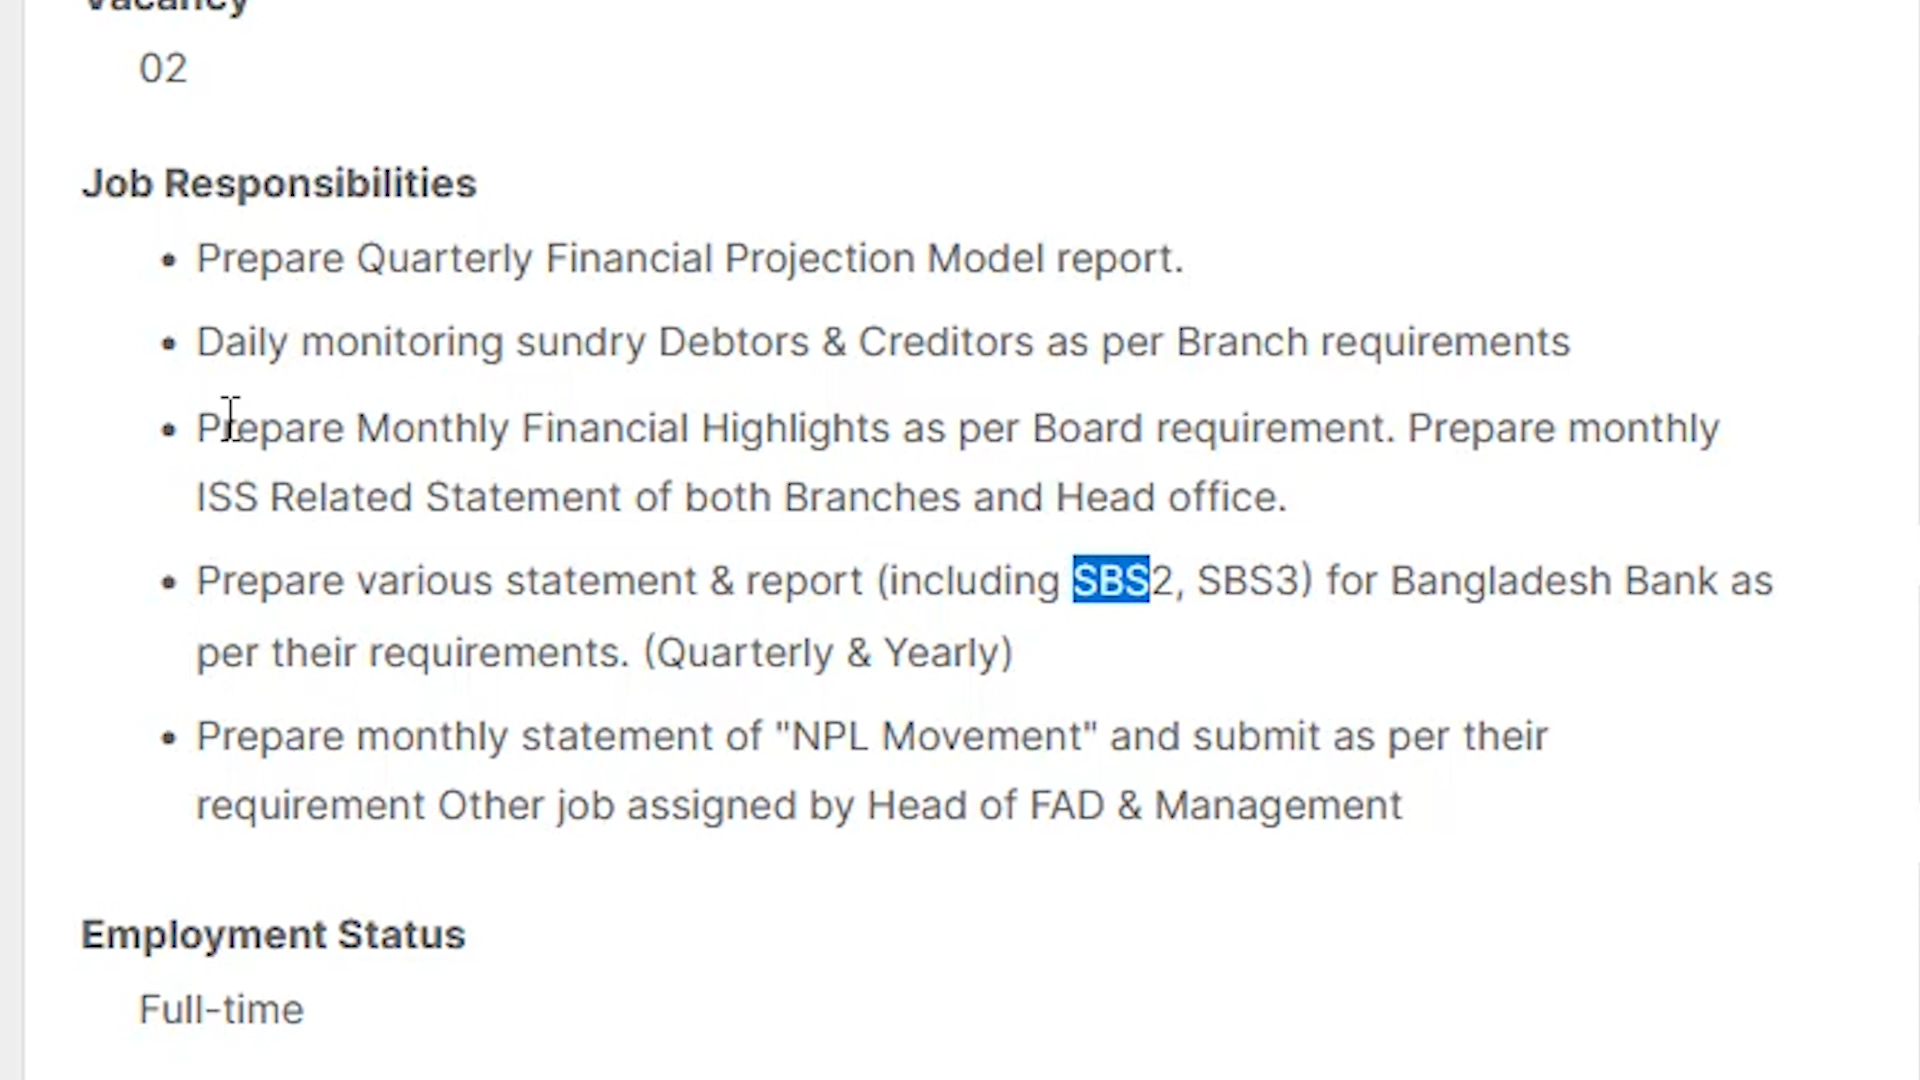 Vacancy
02
Job Responsibilities
• Prepare Quarterly Financial Projection Model report.
• Daily monitoring sundry Debtors & Creditors as per Branch requirements
• Prepare Monthly Financial Highlights as per Board requirement. Prepare monthly
ISS Related Statement of both Branches and Head office.
• Prepare various statement & report (including SBS2, SBS3) for Bangladesh Bank as
per their requirements. (Quarterly & Yearly)
• Prepare monthly statement of "NPL Movement" and submit as per their
requirement Other job assigned by Head of FAD & Management
Employment Status
Full-time